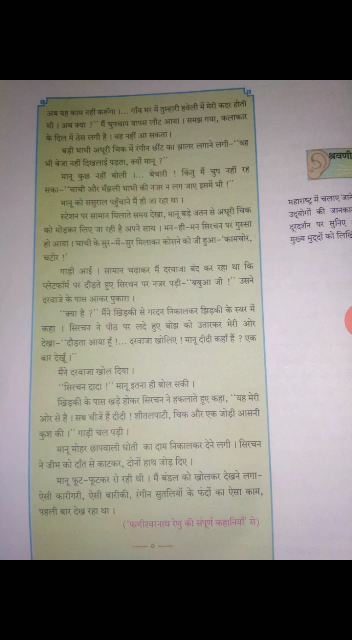 अब यह काम नहीं करूँगा ।... गाँव भर में तुम्हारी हवेली में मेरी कदर होती
थी । अब क्या ?" मैं चुपचाप वापस लौट आया । समझ गया, कलाकार
के दिल में ठेस लगी है । वह नहीं आ सकता ।
बड़ी भाभी अधूरी चिक में रंगीन छींट का झालर लगाने लगी-"यह
भी बेजा नहीं दिखलाई पड़ता, क्यों मानू ?"
मानू कुछ नहीं बोली ।... बेचारी ! किंतु मैं चुप नहीं रह
सका-"चाची और मँझली भाभी की नजर न लग जाए इसमें भी !"
मानू को ससुराल पहुँचाने मैं ही जा रहा था ।
स्टेशन पर सामान मिलाते समय देखा, मानू बड़े जतन से अधूरी चिक
को मोड़कर लिए जा रही है अपने साथ । मन-ही-मन सिरचन पर गुस्सा
हो आया । चाची के सुर-में-सुर मिलाकर कोसने को जी हुआ-'कामचोर,
चटोर !'
गाड़ी आई । सामान चढ़ाकर मैं दरवाजा बंद कर रहा था कि
प्लेटफॉर्म पर दौड़ते हुए सिरचन पर नजर पड़ी-"बबुआ जी !" उसने
दरवाजे के पास आकर पुकारा ।
"क्या है ?" मैंने खिड़की से गरदन निकालकर झिड़की के स्वर में
कहा । सिरचन ने पीठ पर लदे हुए बोझ को उतारकर मेरी ओर
देखा-"दौड़ता आया हूँ !... दरवाजा खोलिए ! मानू दीदी कहाँ हैं ? एक
बार देखूँ ।"
मैंने दरवाजा खोल दिया ।
"सिरचन दादा !" मानू इतना ही बोल सकी ।
खिड़की के पास खड़े होकर सिरचन ने हकलाते हुए कहा, "यह मेरी
ओर से है । सब चीजें हैं दीदी ! शीतलपाटी, चिक और एक जोड़ी आसनी
कुश की ।" गाड़ी चल पड़ी ।
मानू मोहर छापवाली धोती का दाम निकालकर देने लगी । सिरचन
ने जीभ को दाँत से काटकर, दोनों हाथ जोड़ दिए ।
मानू फूट-फूटकर रो रही थी । मैं बंडल को खोलकर देखने लगा-
ऐसी कारीगरी, ऐसी बारीकी, रंगीन सुतलियों के फंदों का ऐसा काम,
पहली बार देख रहा था ।
('फणीश्वरनाथ रेणु की संपूर्ण कहानियाँ' से)
श्रवणी
महाराष्ट्र में चलाए जाने
उद्योगों की जानका
दूरदर्शन पर सुनिए
मुख्य मुद्दों को लिखि